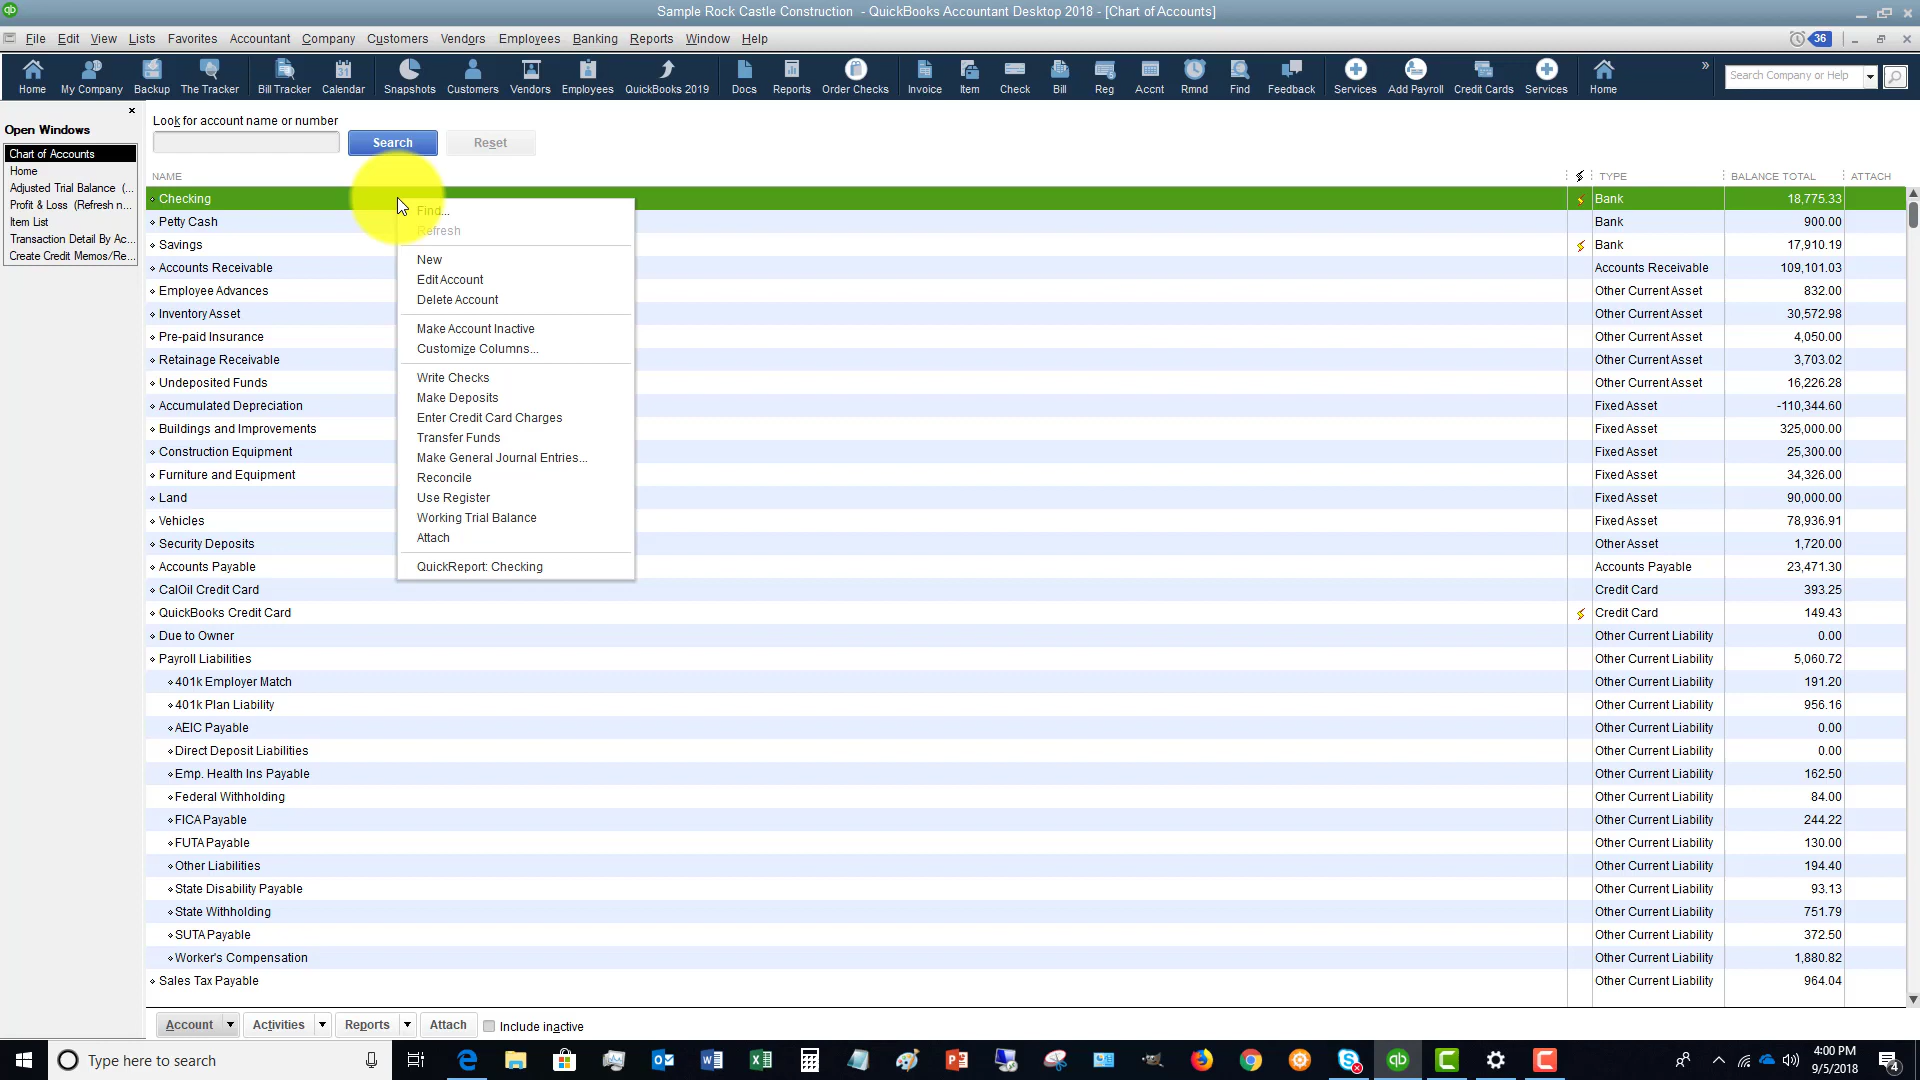 qb
Sample Rock Castle Construction - QuickBooks Accountant Desktop 2018 - [Chart of Accounts]
File Edit View Lists Favorites Accountant Company Customers Vendors Employees Banking Reports Window Help
36
Home My Company Backup The Tracker Bill Tracker Calendar Snapshots Customers Vendors Employees QuickBooks 2019 Docs Reports Order Checks Invoice Item Check Bill Reg Accnt Rmnd Find Feedback Services Add Payroll Credit Cards Services Home » Search Company or Help
Open Windows
Chart of Accounts
Home
Adjusted Trial Balance (...
Profit & Loss (Refresh n...
Item List
Transaction Detail By Ac...
Create Credit Memos/Re...
Look for account name or number
Search Reset
NAME TYPE BALANCE TOTAL ATTACH
Checking Bank 18,775.33
Petty Cash Bank 900.00
Savings Bank 17,910.19
Accounts Receivable Accounts Receivable 109,101.03
Employee Advances Other Current Asset 832.00
Inventory Asset Other Current Asset 30,572.98
Pre-paid Insurance Other Current Asset 4,050.00
Retainage Receivable Other Current Asset 3,703.02
Undeposited Funds Other Current Asset 16,226.28
Accumulated Depreciation Fixed Asset -110,344.60
Buildings and Improvements Fixed Asset 325,000.00
Construction Equipment Fixed Asset 25,300.00
Furniture and Equipment Fixed Asset 34,326.00
Land Fixed Asset 90,000.00
Vehicles Fixed Asset 78,936.91
Security Deposits Other Asset 1,720.00
Accounts Payable Accounts Payable 23,471.30
CalOil Credit Card Credit Card 393.25
QuickBooks Credit Card Credit Card 149.43
Due to Owner Other Current Liability 0.00
Payroll Liabilities Other Current Liability 5,060.72
401k Employer Match Other Current Liability 191.20
401k Plan Liability Other Current Liability 956.16
AEIC Payable Other Current Liability 0.00
Direct Deposit Liabilities Other Current Liability 0.00
Emp. Health Ins Payable Other Current Liability 162.50
Federal Withholding Other Current Liability 84.00
FICA Payable Other Current Liability 244.22
FUTA Payable Other Current Liability 130.00
Other Liabilities Other Current Liability 194.40
State Disability Payable Other Current Liability 93.13
State Withholding Other Current Liability 751.79
SUTA Payable Other Current Liability 372.50
Worker's Compensation Other Current Liability 1,880.82
Sales Tax Payable Other Current Liability 964.04
Find...
Refresh
New
Edit Account
Delete Account
Make Account Inactive
Customize Columns...
Write Checks
Make Deposits
Enter Credit Card Charges
Transfer Funds
Make General Journal Entries...
Reconcile
Use Register
Working Trial Balance
Attach
QuickReport: Checking
Account Activities Reports Attach Include inactive
Type here to search
4:00 PM
9/5/2018
4